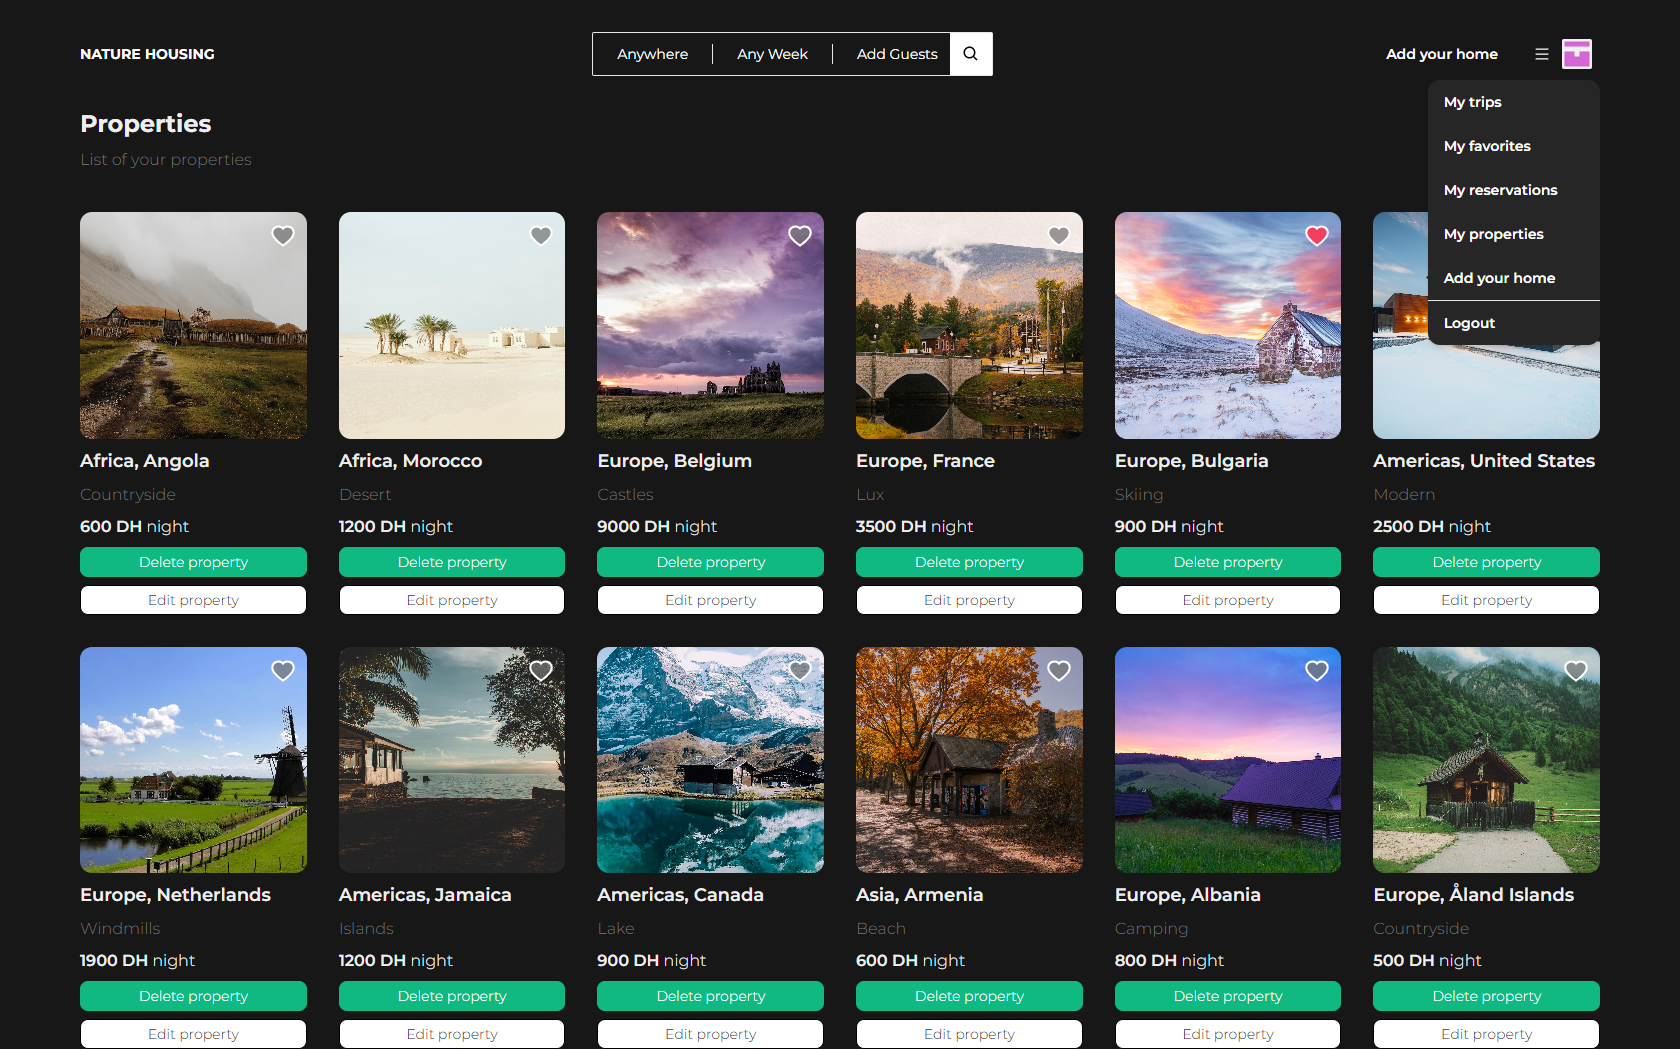 NATURE HOUSING
Anywhere
Any Week
Add Guests
Add your home
My trips
My favorites
My reservations
My properties
Add your home
Logout
Properties
List of your properties
Africa, Angola
Countryside
600 DH night
Delete property
Edit property
Africa, Morocco
Desert
1200 DH night
Delete property
Edit property
Europe, Belgium
Castles
9000 DH night
Delete property
Edit property
Europe, France
Lux
3500 DH night
Delete property
Edit property
Europe, Bulgaria
Skiing
900 DH night
Delete property
Edit property
Americas, United States
Modern
2500 DH night
Delete property
Edit property
Europe, Netherlands
Windmills
1900 DH night
Delete property
Edit property
Americas, Jamaica
Islands
1200 DH night
Delete property
Edit property
Americas, Canada
Lake
900 DH night
Delete property
Edit property
Asia, Armenia
Beach
600 DH night
Delete property
Edit property
Europe, Albania
Camping
800 DH night
Delete property
Edit property
Europe, Åland Islands
Countryside
500 DH night
Delete property
Edit property